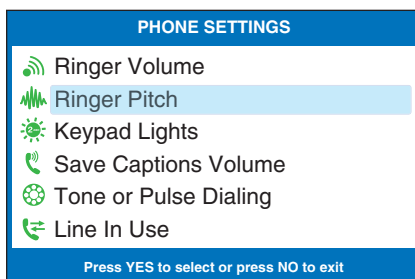 PHONE SETTINGS
Ringer Volume
Ringer Pitch
Keypad Lights
Save Captions Volume
Tone or Pulse Dialing
Line In Use
Press YES to select or press NO to exit